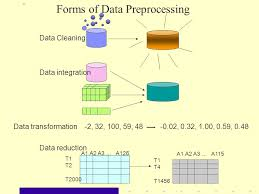 Forms of Data Preprocessing
Data Cleaning
Data integration
Data transformation -2, 32, 100, 59, 48 — -0.02, 0.32, 1.00, 0.59, 0.48
Data reduction
A1 A2 A3 ... A126
T1
T2
T2000
A1 A2 A3 ... A115
T1
T4
T1456